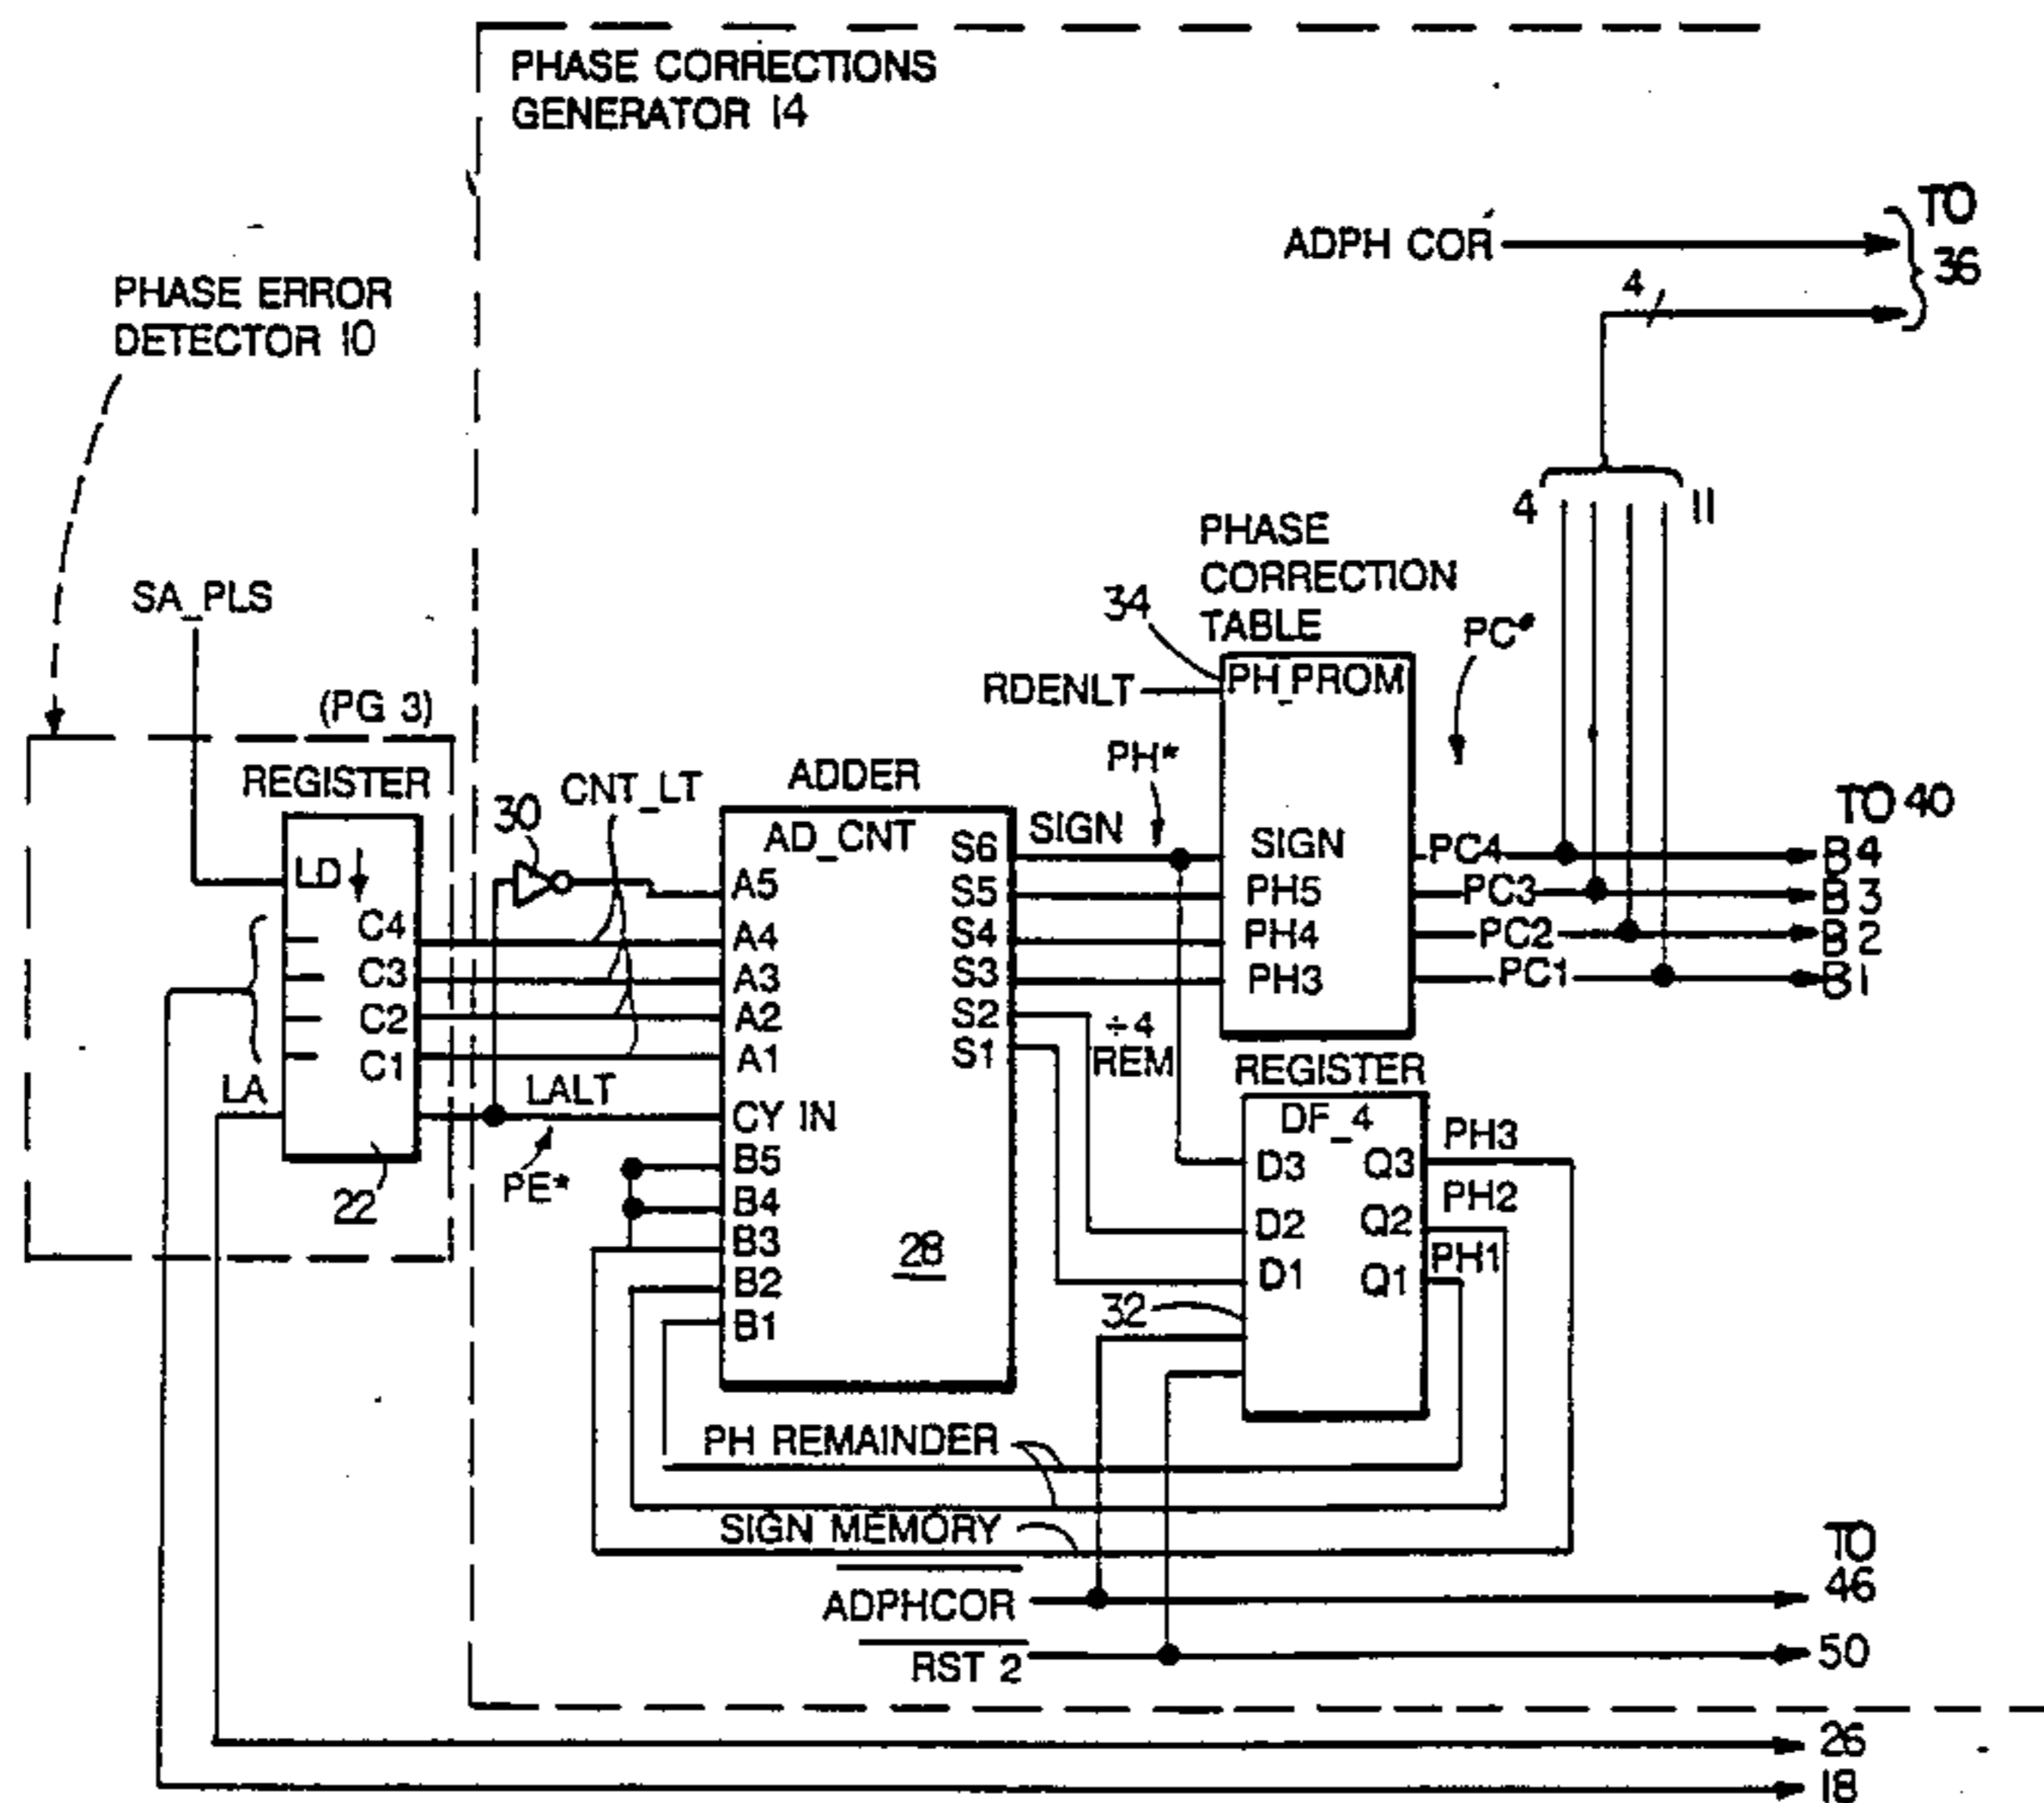 PHASE CORRECTIONS
GENERATOR 14
TO
36
ADPH COR
4
PHASE ERROR
DETECTOR 10
4
11
PHASE
CORRECTION
TABLE
34
PC*
SA_PLS
RDENLT
PH_PROM
(PG 3)
PH*
REGISTER
CNT_LT
ADDER
30
AD_CNT
SIGN
TO 40
LD
A5
S6
SIGN
PC4
B4
C4
A4
S5
PH5
PC3
B3
C3
A3
S4
PH4
PC2
B2
C2
A2
S3
PH3
PC1
B1
C1
A1
S2
S1
÷4
REM
REGISTER
LA
LALT
CY IN
DF_4
PE*
22
B5
B4
B3
B2
B1
28
D3
Q3
PH3
D2
Q2
PH2
D1
Q1
PH1
32
PH REMAINDER
SIGN MEMORY
ADPHCOR
TO
46
RST 2
50
26
18